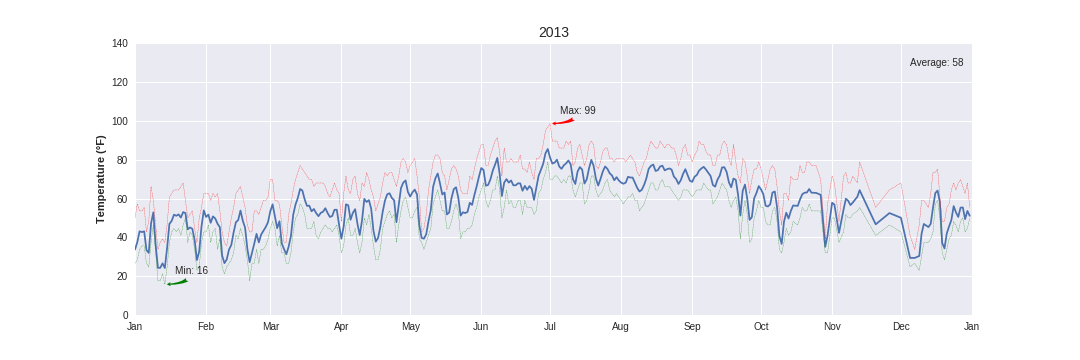 2013
140
Average: 58
120
Max: 99
100
80
Temperature (°F)
60
40
Min: 16
20
0
Jan Feb Mar Apr May Jun Jul Aug Sep Oct Nov Dec Jan